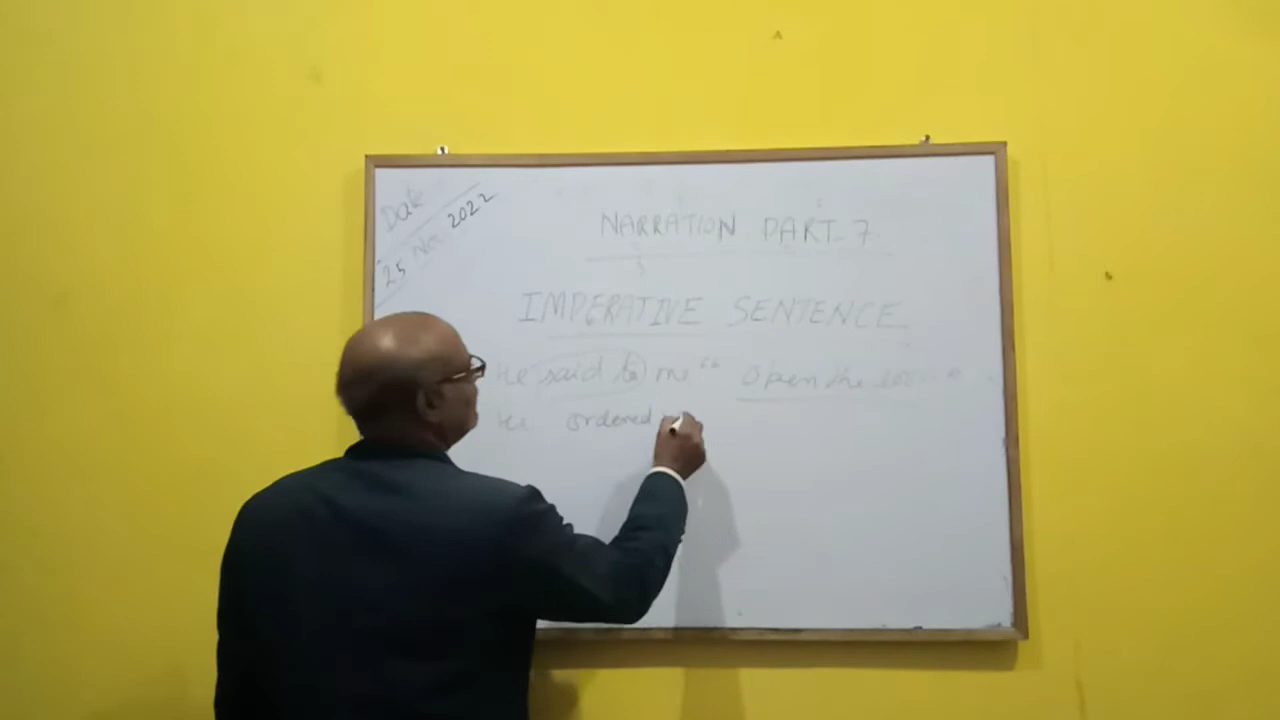 Date
25 Nov 2022
NARRATION PART-7
IMPERATIVE SENTENCE
He said to me “ Open the
He ordered